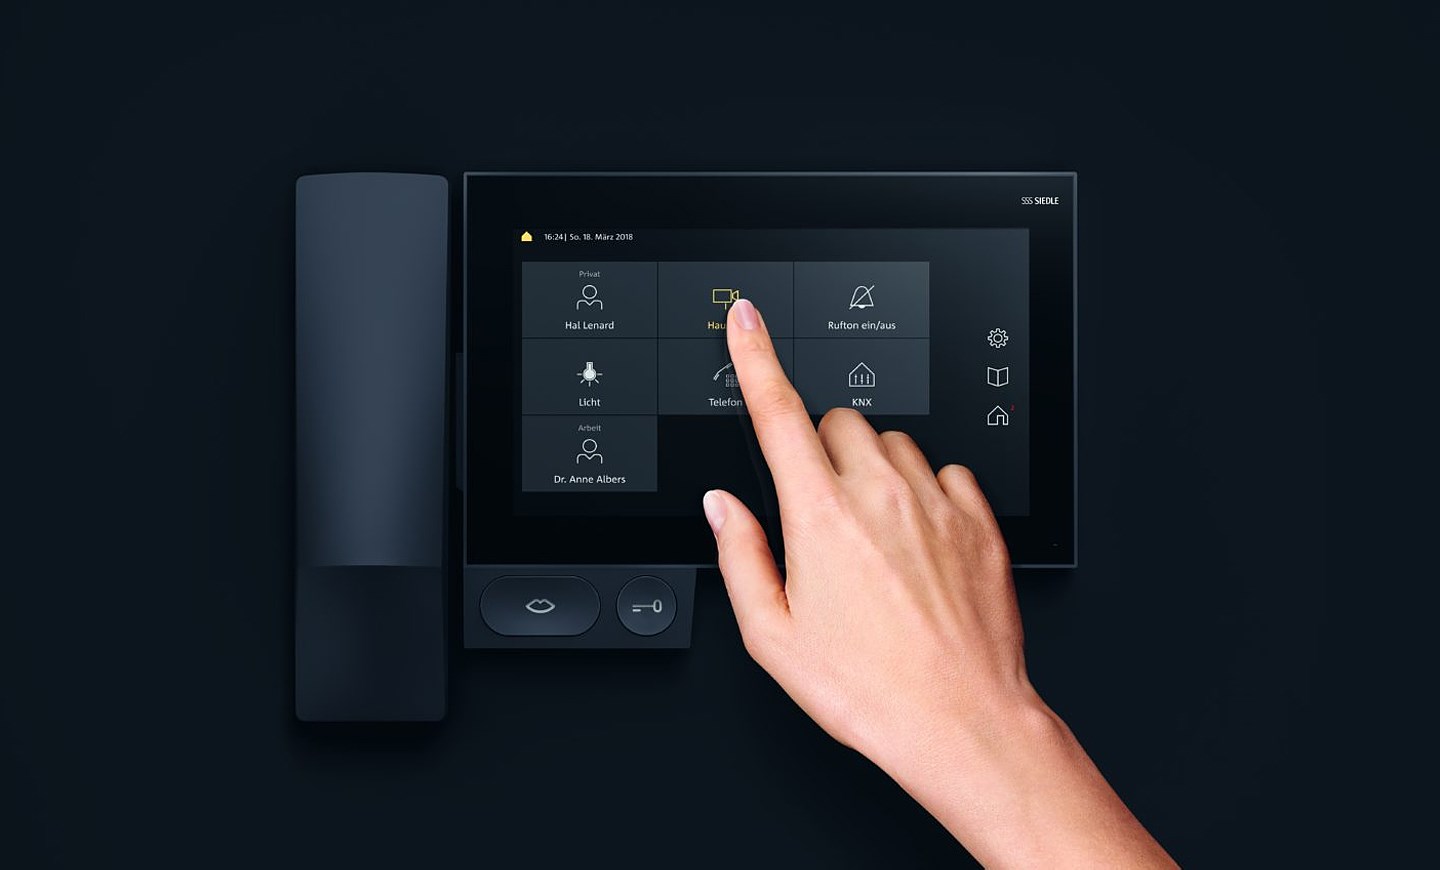 SSS SIEDLE
16:24| So. 18. März 2018
Privat
Hal Lenard
Rufton ein/aus
Licht
Telefon
KNX
Arbeit
Dr. Anne Albers
2